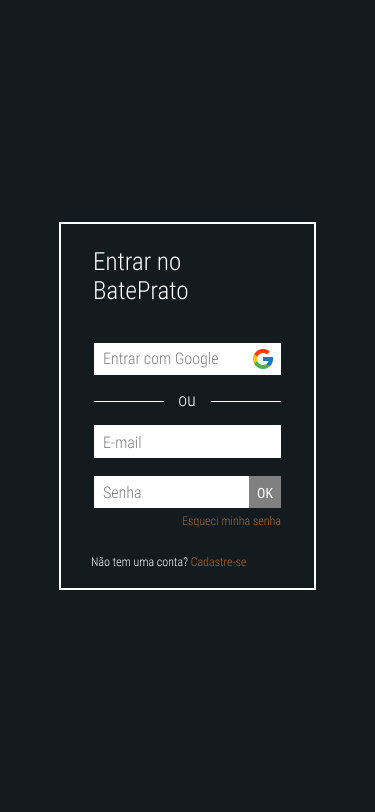 Entrar no
BatePrato
Entrar com Google
ou
E-mail
Senha OK
Esqueci minha senha
Não tem uma conta? Cadastre-se